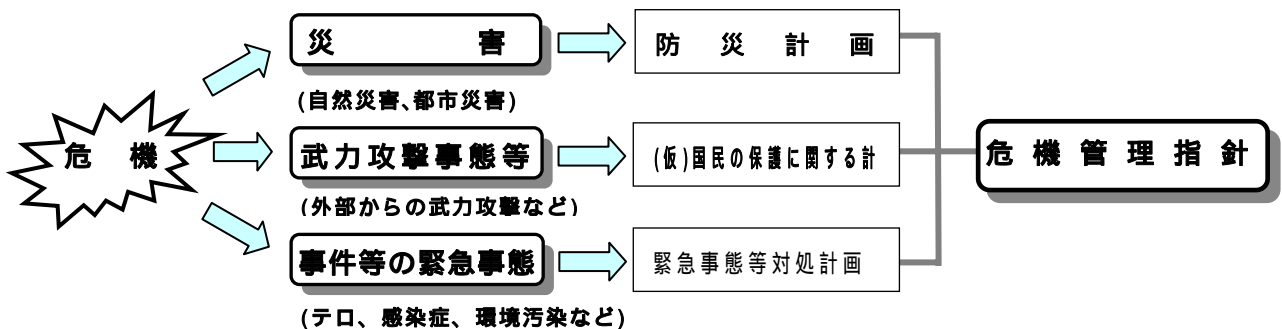 危機
災害
防災計画
(自然災害、都市災害)
武力攻撃事態等
(仮)国民の保護に関する計
危機管理指針
(外部からの武力攻撃など)
事件等の緊急事態
緊急事態等対処計画
(テロ、感染症、環境汚染など)